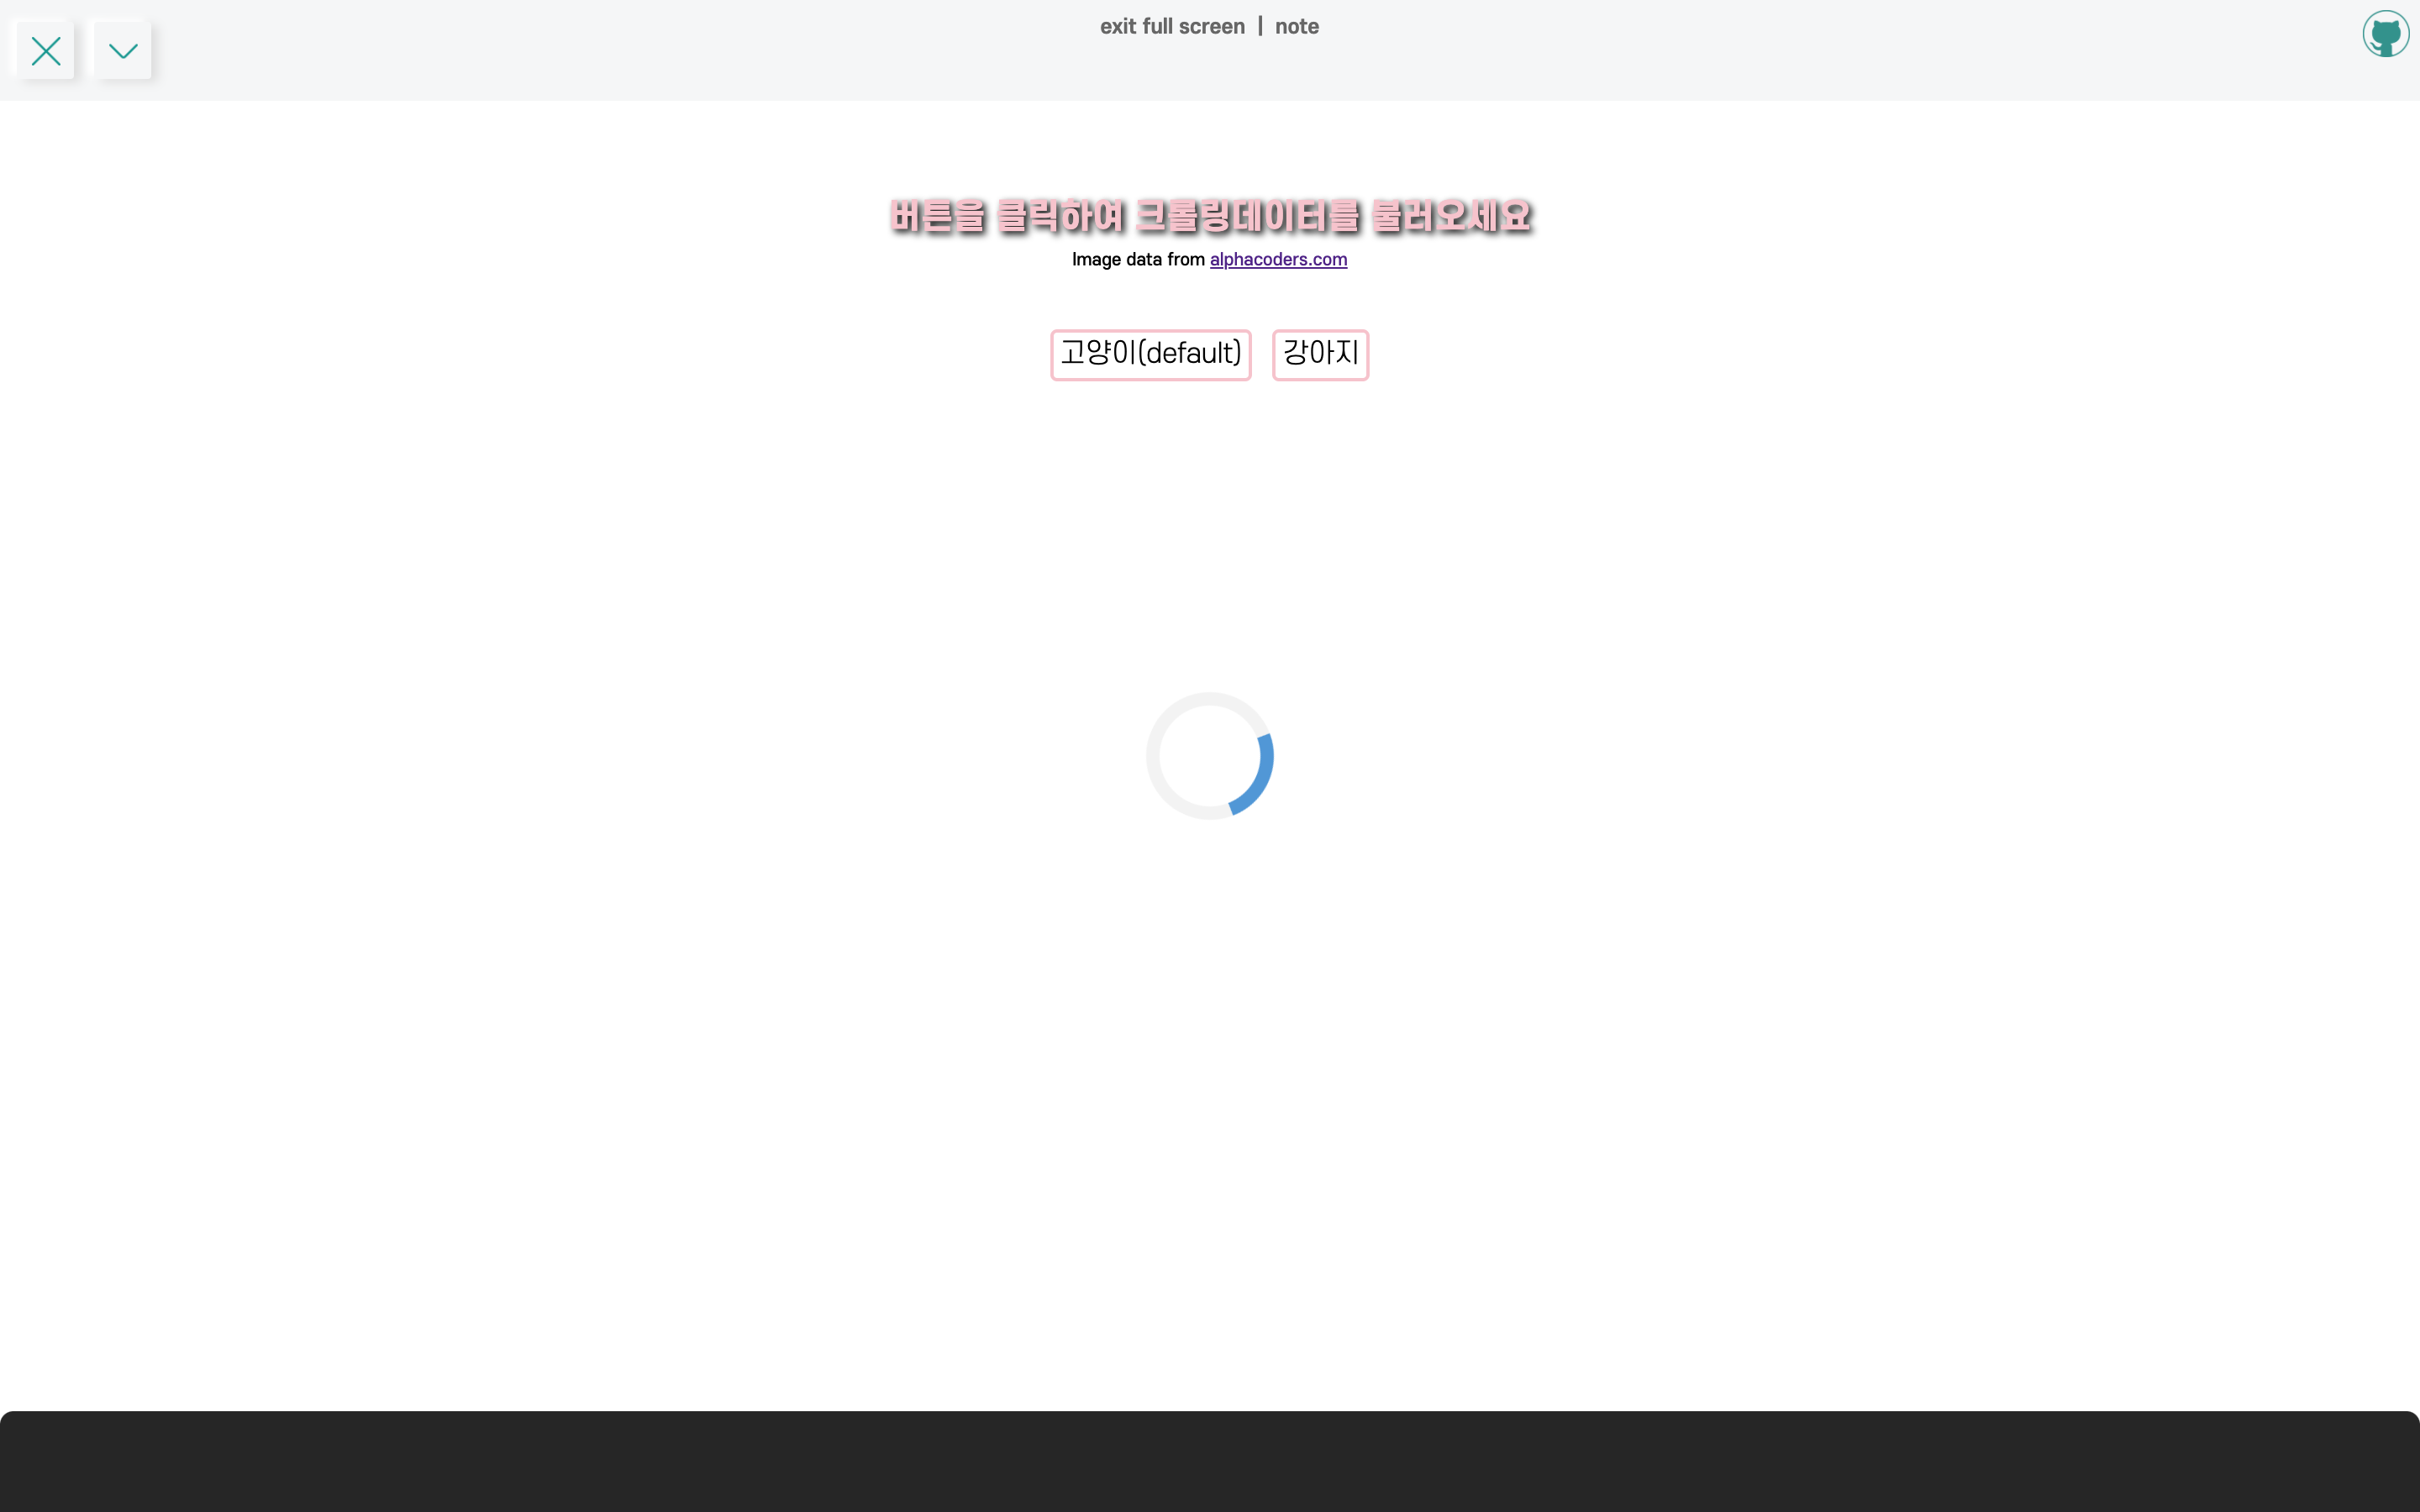 exit full screen | note
버튼을 클릭하여 크롤링데이터를 불러오세요
Image data from alphacoders.com
고양이(default) 강아지